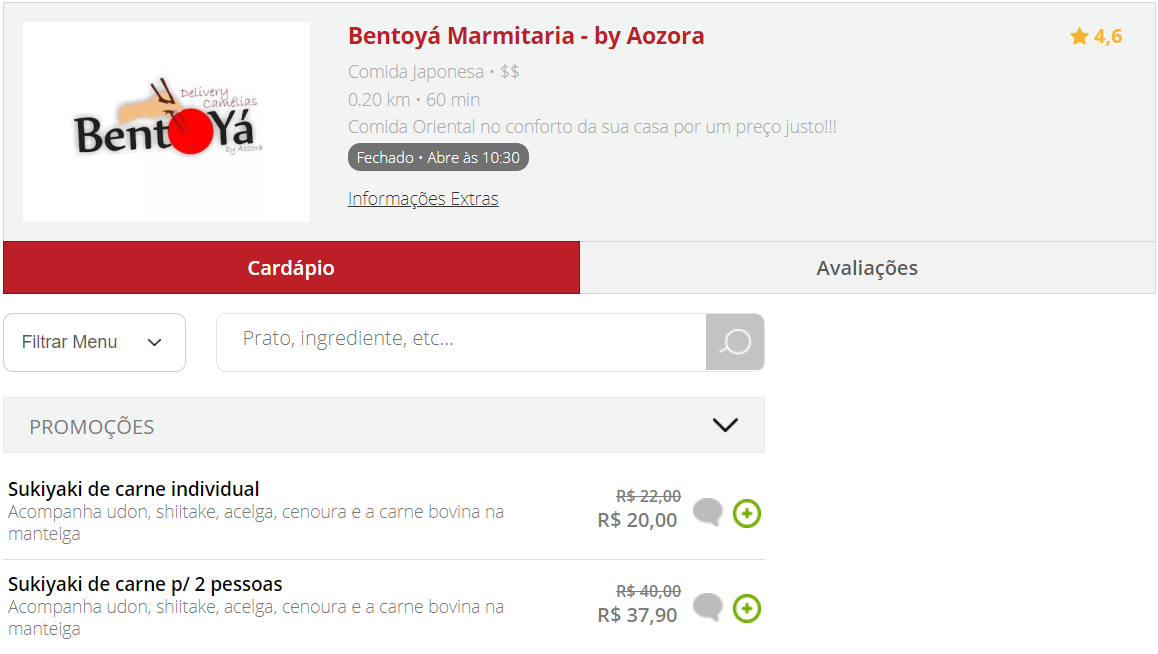 Bentoyá Marmitaria - by Aozora
4,6
Delivery
Camélias
BentoYá
by Aozora
Comida Japonesa • $$
0.20 km • 60 min
Comida Oriental no conforto da sua casa por um preço justo!!!
Fechado • Abre às 10:30
Informações Extras
Cardápio
Avaliações
Filtrar Menu
Prato, ingrediente, etc...
PROMOÇÕES
Sukiyaki de carne individual
Acompanha udon, shiitake, acelga, cenoura e a carne bovina na
manteiga
R$ 22,00
R$ 20,00
Sukiyaki de carne p/ 2 pessoas
Acompanha udon, shiitake, acelga, cenoura e a carne bovina na
manteiga
R$ 40,00
R$ 37,90